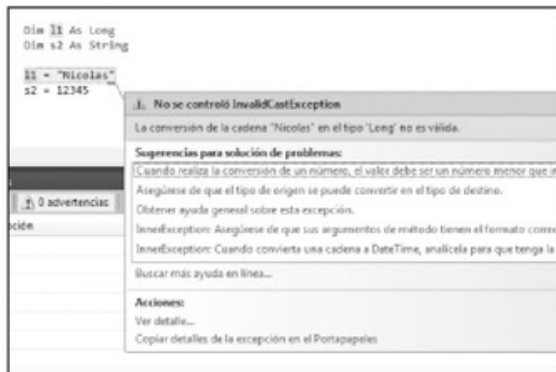 Dim l1 As Long
Dim s2 As String
l1 = "Nicolas"
s2 = 12345
No se controló InvalidCastException
La conversión de la cadena "Nicolas" en el tipo 'Long' no es válida.
Sugerencias para solución de problemas:
Cuando realiza la conversión de un número, el valor debe ser un número menor que
Asegúrese de que el tipo de origen se puede convertir en el tipo de destino.
Obtener ayuda general sobre esta excepción.
InnerException: Asegúrese de que sus argumentos de método tienen el formato correc
InnerException: Cuando convierta una cadena a DateTime, analícela para que tenga la
0 advertencias
pción
Buscar más ayuda en línea...
Acciones:
Ver detalle...
Copiar detalles de la excepción en el Portapapeles